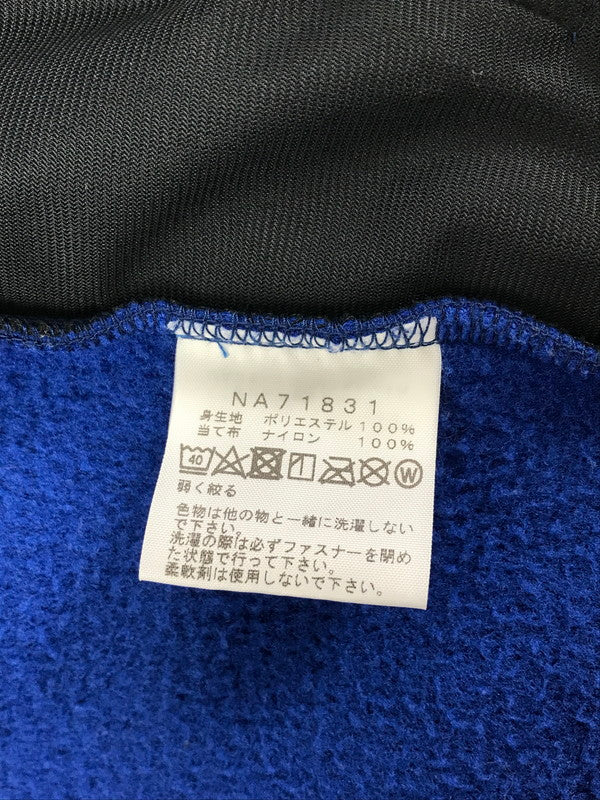 NA71831
身生地 ポリエステル 100%
当て布 ナイロン 100%
40 W
弱く絞る
色物は他の物と一緒に洗濯しない
で下さい。
洗濯の際は必ずファスナーを閉め
た状態で行って下さい。
柔軟剤は使用しないで下さい。